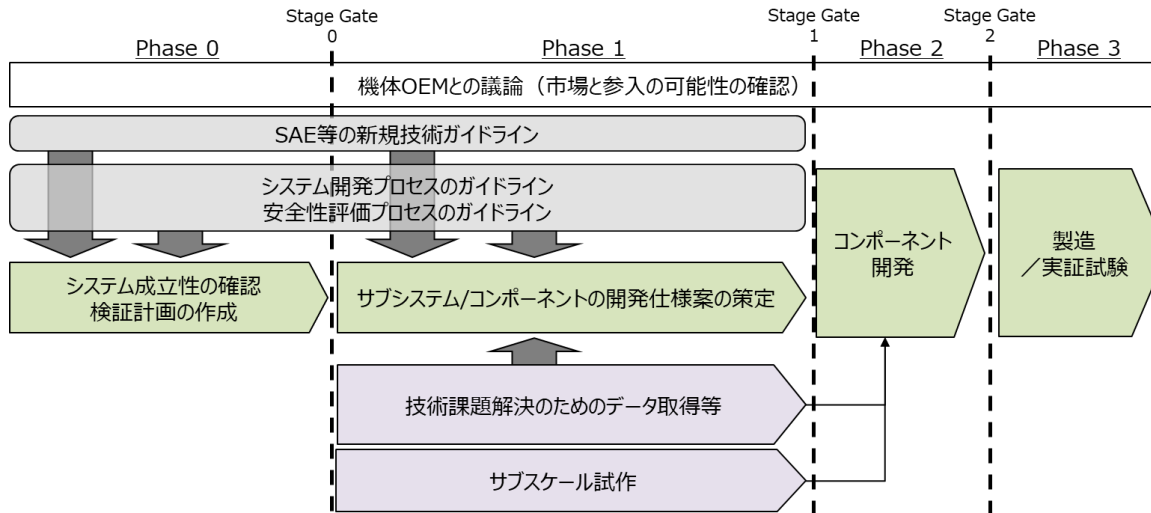 Stage Gate
0
Stage Gate
1
Stage Gate
2
Phase 0
Phase 1
Phase 2
Phase 3
機体OEMとの議論（市場と参入の可能性の確認）
SAE等の新規技術ガイドライン
システム開発プロセスのガイドライン
安全性評価プロセスのガイドライン
システム成立性の確認
検証計画の作成
サブシステム/コンポーネントの開発仕様案の策定
コンポーネント
開発
製造
／実証試験
技術課題解決のためのデータ取得等
サブスケール試作